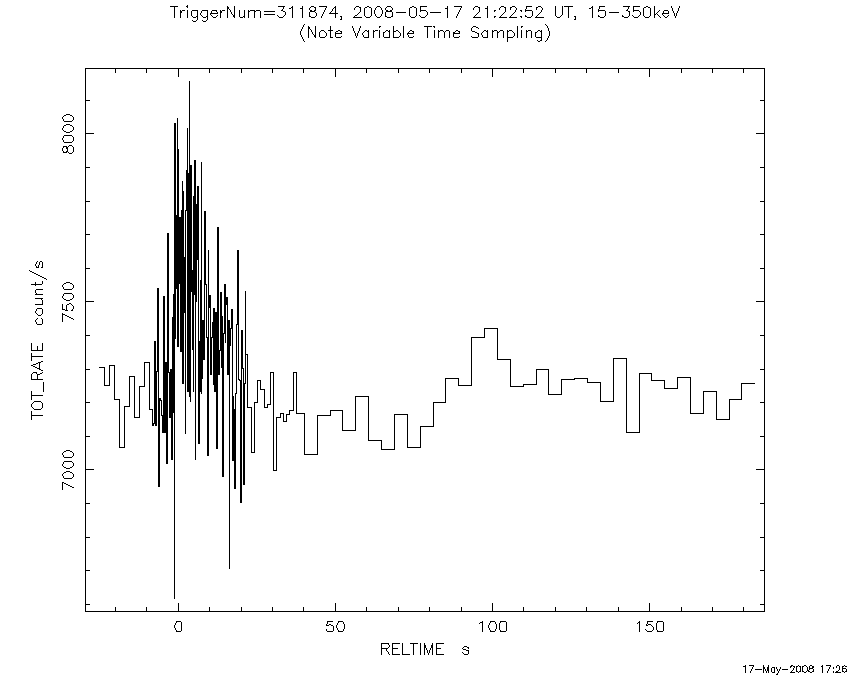 TriggerNum=311874, 2008-05-17 21:22:52 UT, 15-350keV
(Note Variable Time Sampling)
8000
7500
7000
TOT_RATE count/s
0 50 100 150
RELTIME s
17-May-2008 17:26